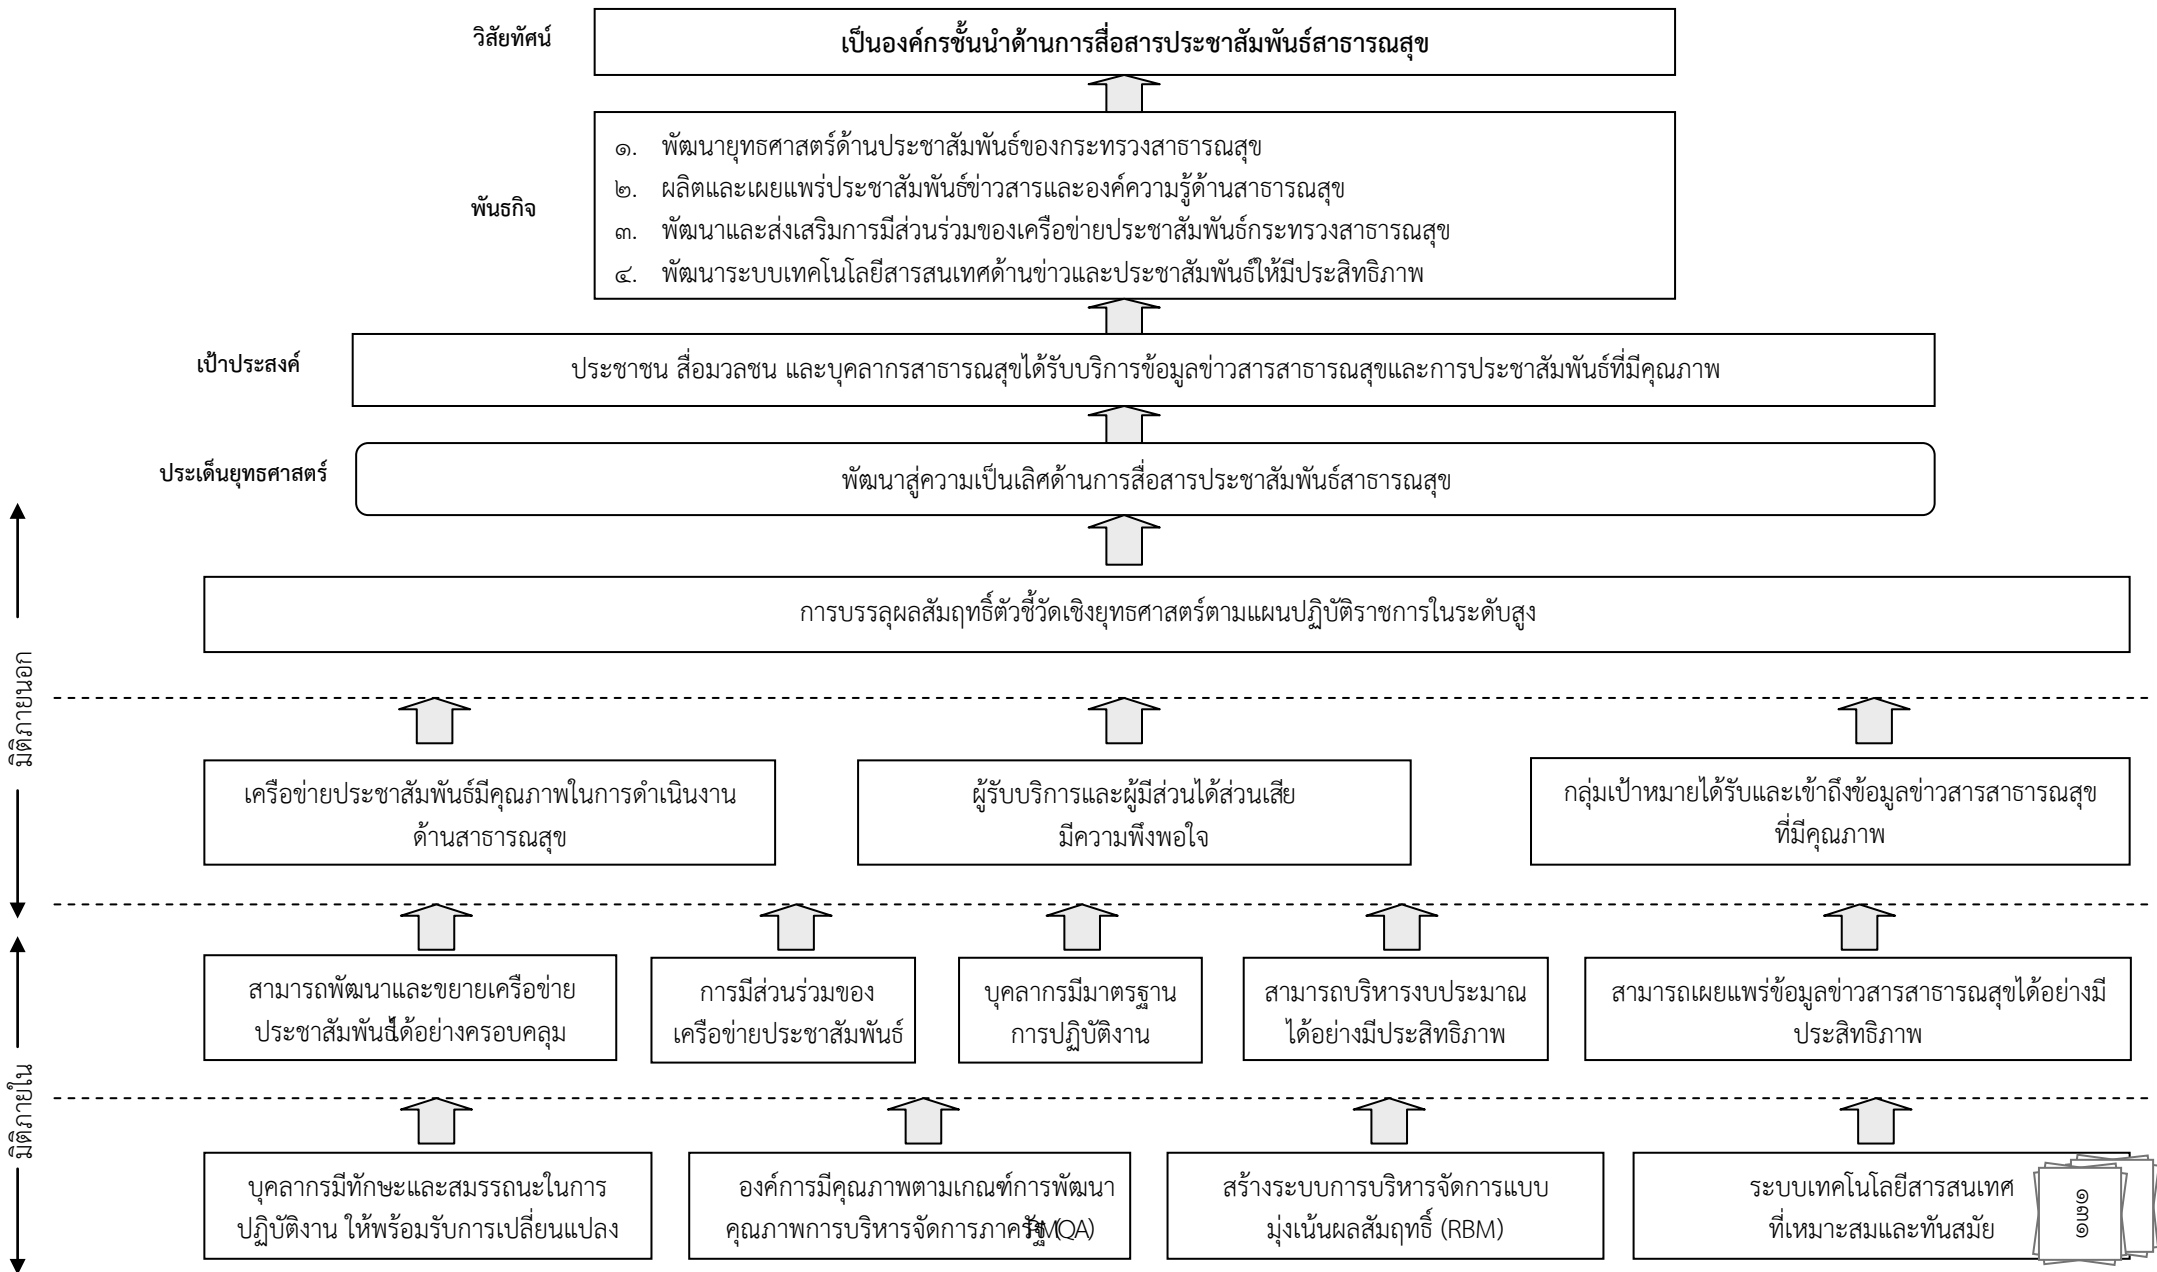 วิสัยทัศน์
เป็นองค์กรชั้นนำด้านการสื่อสารประชาสัมพันธ์สาธารณสุข
พันธกิจ
๑. พัฒนายุทธศาสตร์ด้านประชาสัมพันธ์ของกระทรวงสาธารณสุข
๒. ผลิตและเผยแพร่ประชาสัมพันธ์ข่าวสารและองค์ความรู้ด้านสาธารณสุข
๓. พัฒนาและส่งเสริมการมีส่วนร่วมของเครือข่ายประชาสัมพันธ์กระทรวงสาธารณสุข
๔. พัฒนาระบบเทคโนโลยีสารสนเทศด้านข่าวและประชาสัมพันธ์ให้มีประสิทธิภาพ
เป้าประสงค์
ประชาชน สื่อมวลชน และบุคลากรสาธารณสุขได้รับบริการข้อมูลข่าวสารสาธารณสุขและการประชาสัมพันธ์ที่มีคุณภาพ
ประเด็นยุทธศาสตร์
พัฒนาสู่ความเป็นเลิศด้านการสื่อสารประชาสัมพันธ์สาธารณสุข
มิติภายนอก
การบรรลุผลสัมฤทธิ์ตัวชี้วัดเชิงยุทธศาสตร์ตามแผนปฏิบัติราชการในระดับสูง
เครือข่ายประชาสัมพันธ์มีคุณภาพในการดำเนินงาน
ด้านสาธารณสุข
ผู้รับบริการและผู้มีส่วนได้ส่วนเสีย
มีความพึงพอใจ
กลุ่มเป้าหมายได้รับและเข้าถึงข้อมูลข่าวสารสาธารณสุข
ที่มีคุณภาพ
มิติภายใน
สามารถพัฒนาและขยายเครือข่าย
ประชาสัมพันธ์ได้อย่างครอบคลุม
การมีส่วนร่วมของ
เครือข่ายประชาสัมพันธ์
บุคลากรมีมาตรฐาน
การปฏิบัติงาน
สามารถบริหารงบประมาณ
ได้อย่างมีประสิทธิภาพ
สามารถเผยแพร่ข้อมูลข่าวสารสาธารณสุขได้อย่างมี
ประสิทธิภาพ
บุคลากรมีทักษะและสมรรถนะในการ
ปฏิบัติงาน ให้พร้อมรับการเปลี่ยนแปลง
องค์การมีคุณภาพตามเกณฑ์การพัฒนา
คุณภาพการบริหารจัดการภาครัฐ (PMQA)
สร้างระบบการบริหารจัดการแบบ
มุ่งเน้นผลสัมฤทธิ์ (RBM)
ระบบเทคโนโลยีสารสนเทศ
ที่เหมาะสมและทันสมัย
๑๓๑